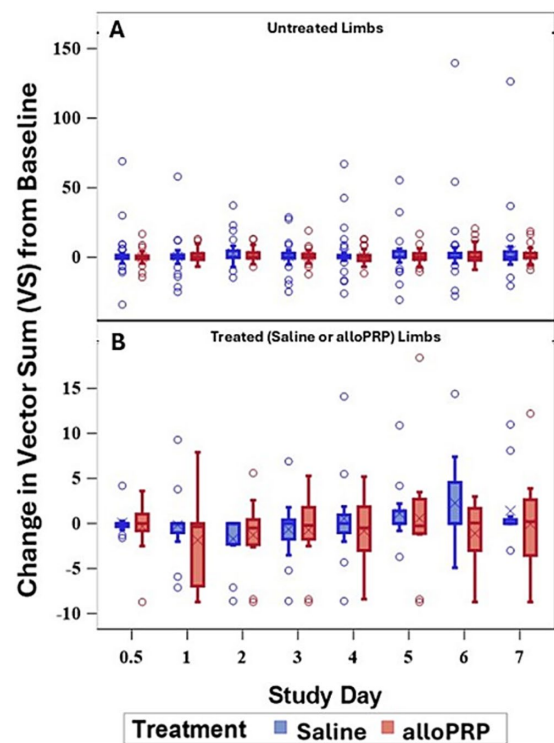 A
Untreated Limbs
150
100
50
0
Change in Vector Sum (VS) from Baseline
B
Treated (Saline or alloPRP) Limbs
15
10
5
0
-5
-10
0.5 1 2 3 4 5 6 7
Study Day
Treatment Saline alloPRP